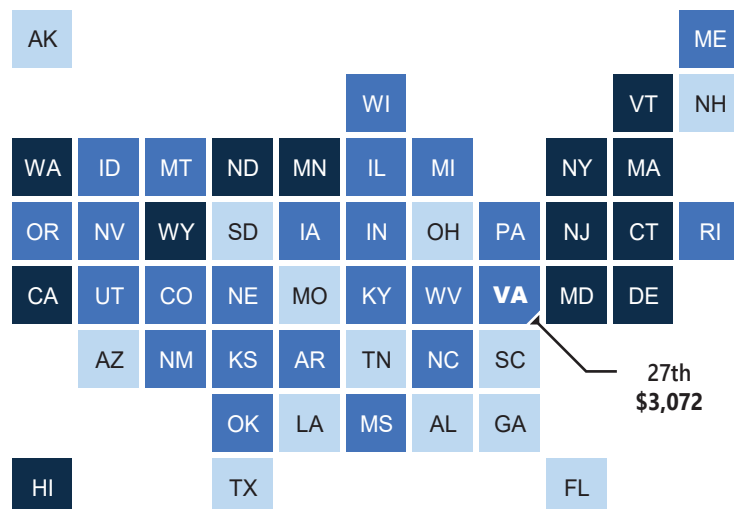 AK ME
WI VT NH
WA ID MT ND MN IL MI NY MA
OR NV WY SD IA IN OH PA NJ CT RI
CA UT CO NE MO KY WV VA MD DE
AZ NM KS AR TN NC SC
27th
$3,072
OK LA MS AL GA
HI TX FL